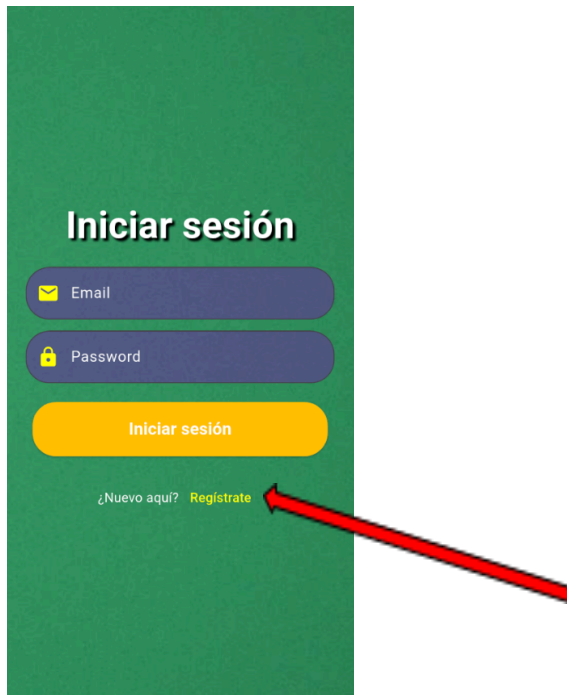 Iniciar sesión
Email
Password
Iniciar sesión
¿Nuevo aquí? Regístrate